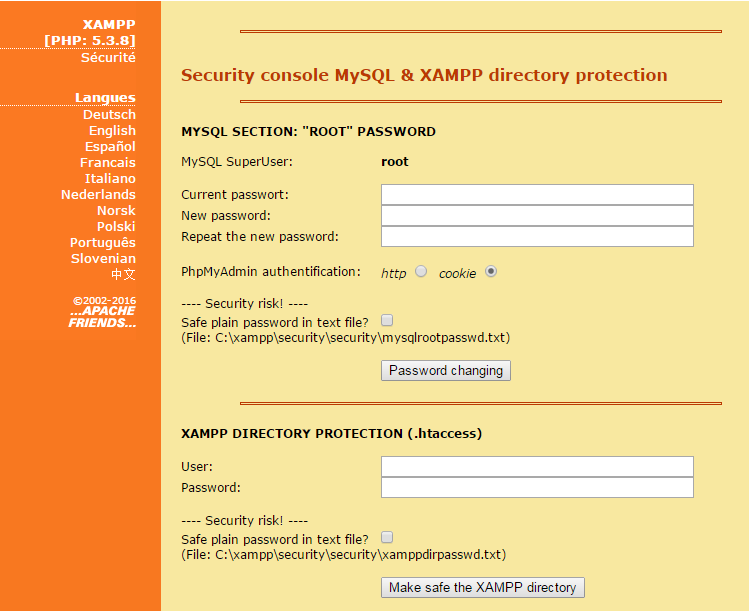 XAMPP
[PHP: 5.3.8]
Sécurité
Langues
Deutsch
English
Español
Francais
Italiano
Nederlands
Norsk
Polski
Português
Slovenian
中文
©2002-2016
...APACHE
FRIENDS...
Security console MySQL & XAMPP directory protection
MYSQL SECTION: "ROOT" PASSWORD
MySQL SuperUser: root
Current passwort:
New password:
Repeat the new password:
PhpMyAdmin authentification: http cookie
---- Security risk! ----
Safe plain password in text file?
(File: C:\xampp\security\security\mysqlrootpasswd.txt)
Password changing
XAMPP DIRECTORY PROTECTION (.htaccess)
User:
Password:
---- Security risk! ----
Safe plain password in text file?
(File: C:\xampp\security\security\xamppdirpasswd.txt)
Make safe the XAMPP directory